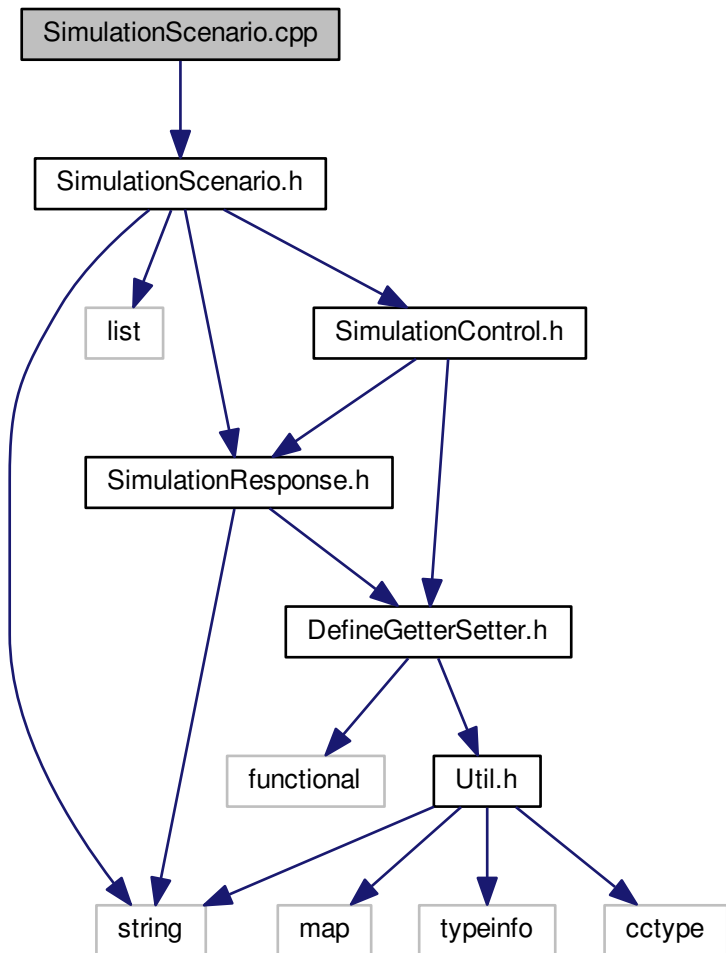 SimulationScenario.cpp
SimulationScenario.h
list
SimulationControl.h
SimulationResponse.h
DefineGetterSetter.h
functional
Util.h
string
map
typeinfo
cctype